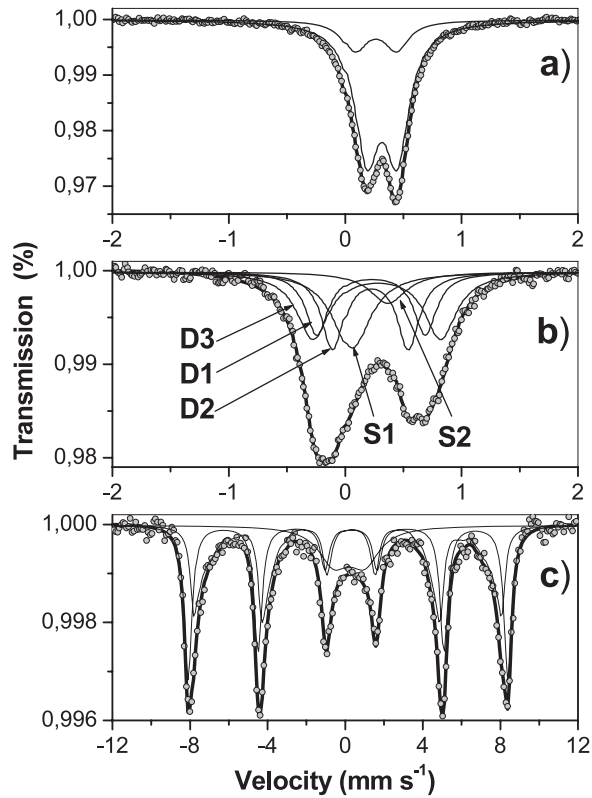 1,00
0,99
0,98
0,97
a)
-2 -1 0 1 2
1,00
0,99
0,98
D3
D1
D2
S1
S2
b)
-2 -1 0 1 2
Transmission (%)
1,000
0,998
0,996
c)
-12 -8 -4 0 4 8 12
Velocity (mm s⁻¹)